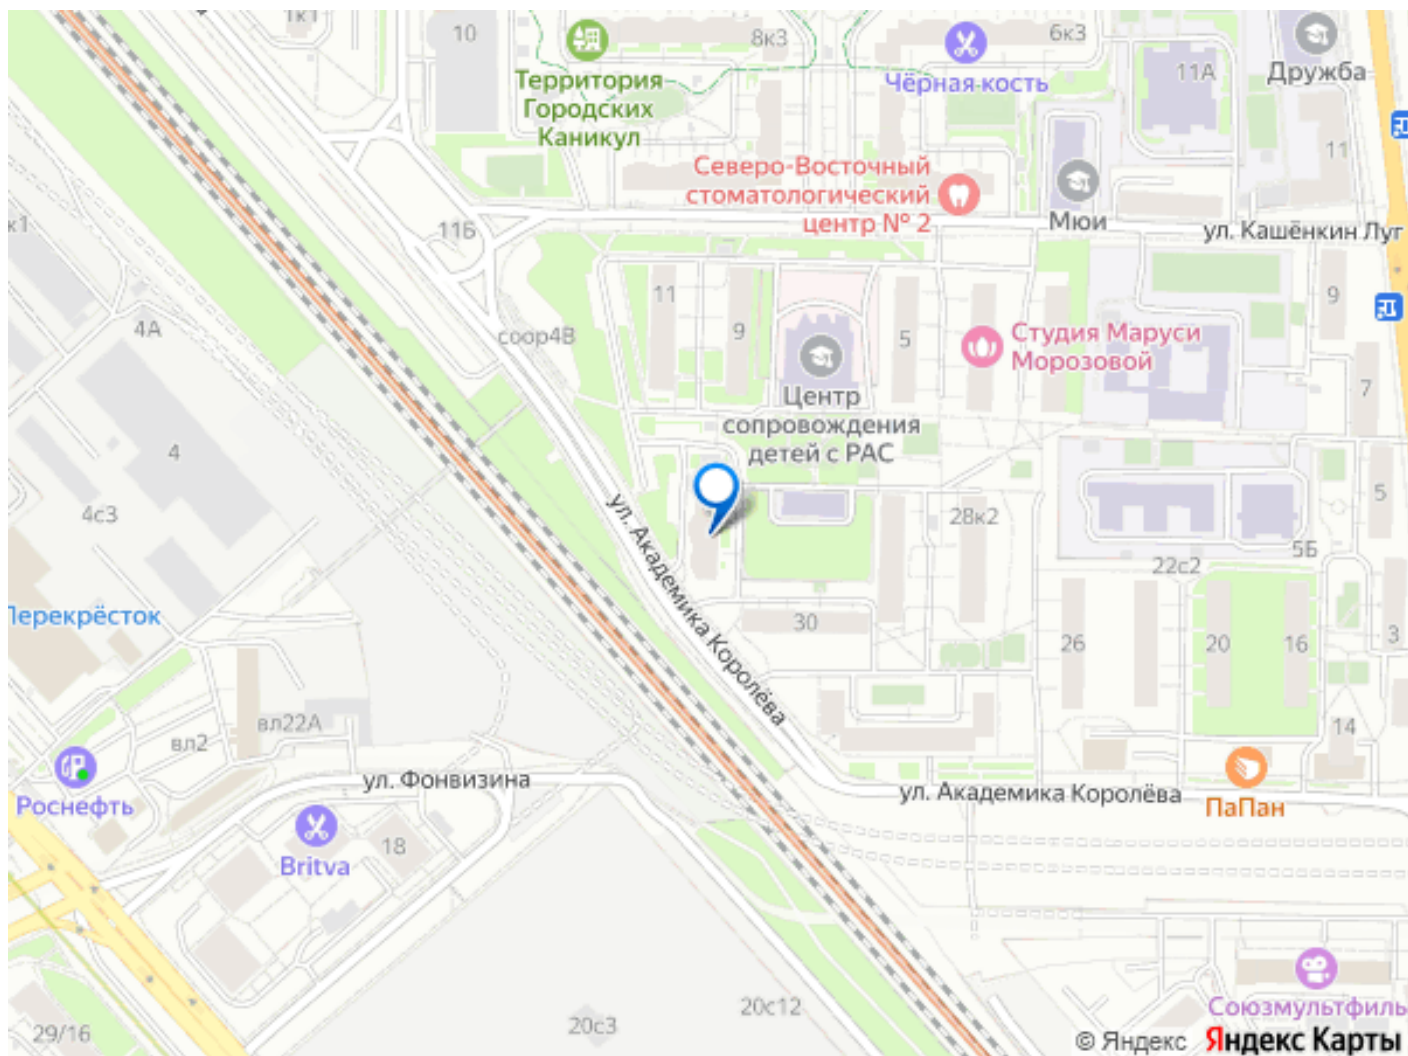 1к1
10
8к3
6к3
11А
Дружба
Территория
Городских
Каникул
Чёрная кость
11
Северо-Восточный
стоматологический
центр № 2
Мюи
ул. Кашёнкин Луг
к1
11Б
4А
соор4В
11
9
5
9
Студия Маруси
Морозовой
7
Центр
сопровождения
детей с РАС
4
4с3
28к2
5
5Б
22с2
ул. Академика Королёва
Перекрёсток
30
26
20
16
3
вл2
вл22А
14
Роснефть
ул. Фонвизина
ул. Академика Королёва
ПаПан
Britva
18
20с12
20с3
29/16
Союзмультфиль
© Яндекс Яндекс Карты